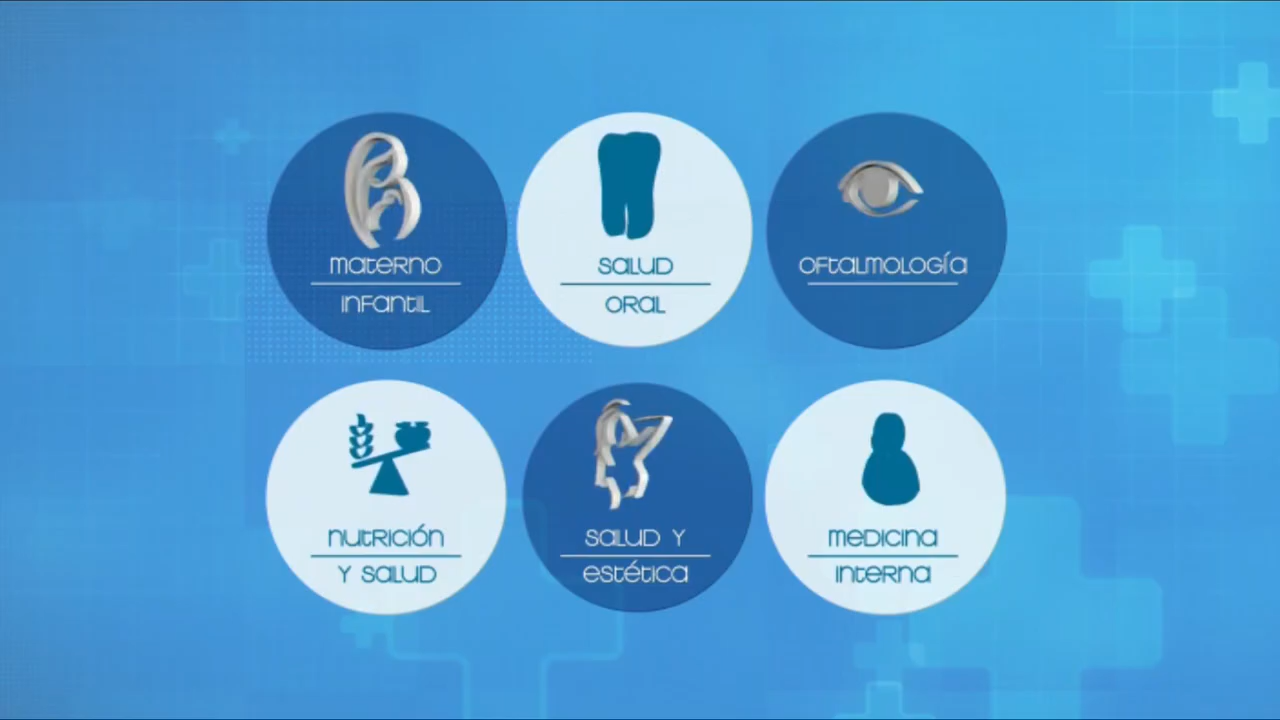 materno
infantil
salud
oral
oftalmología
nutrición
y salud
salud y
estética
medicina
interna